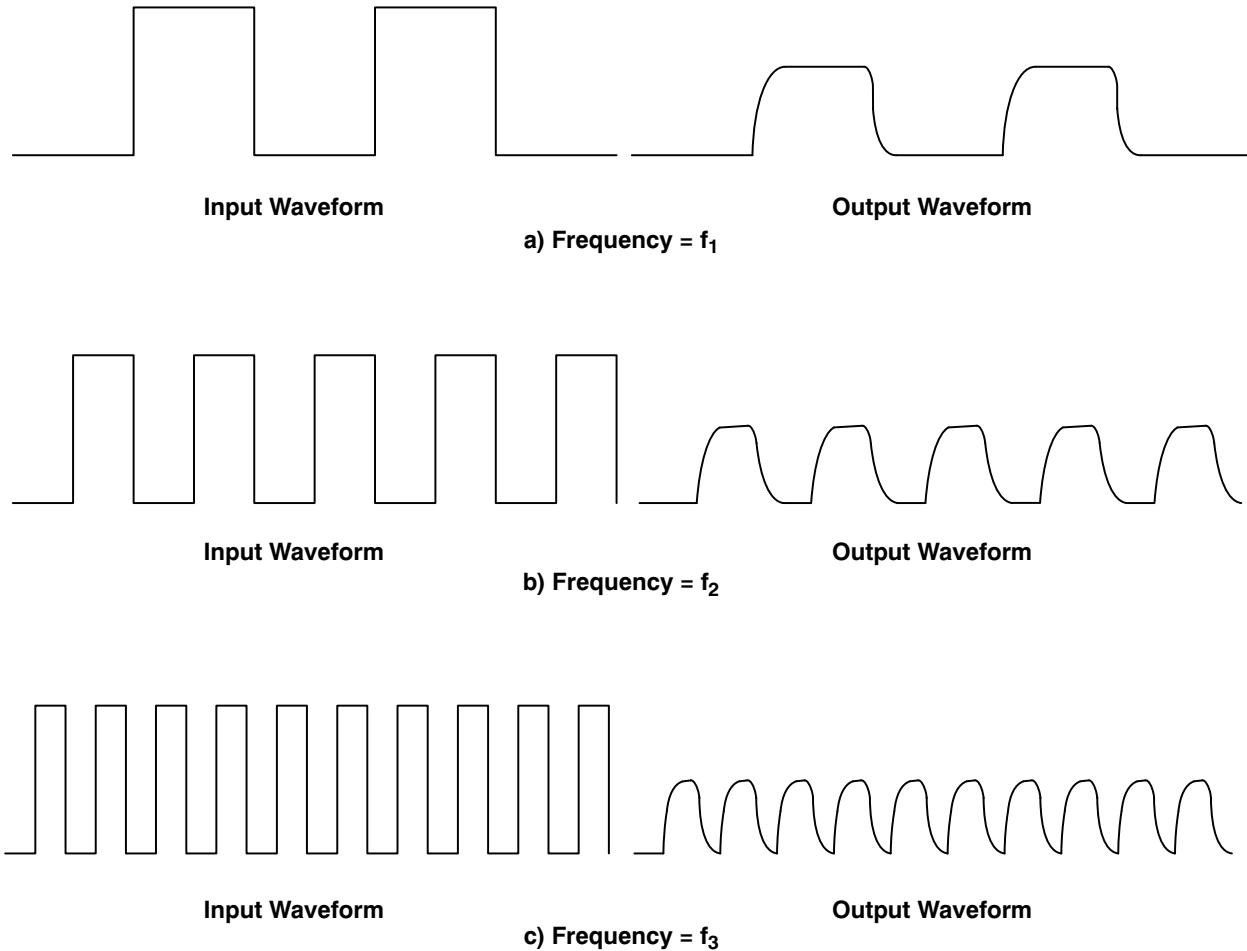 Input Waveform
Output Waveform
a) Frequency = f1
Input Waveform
Output Waveform
b) Frequency = f2
Input Waveform
Output Waveform
c) Frequency = f3